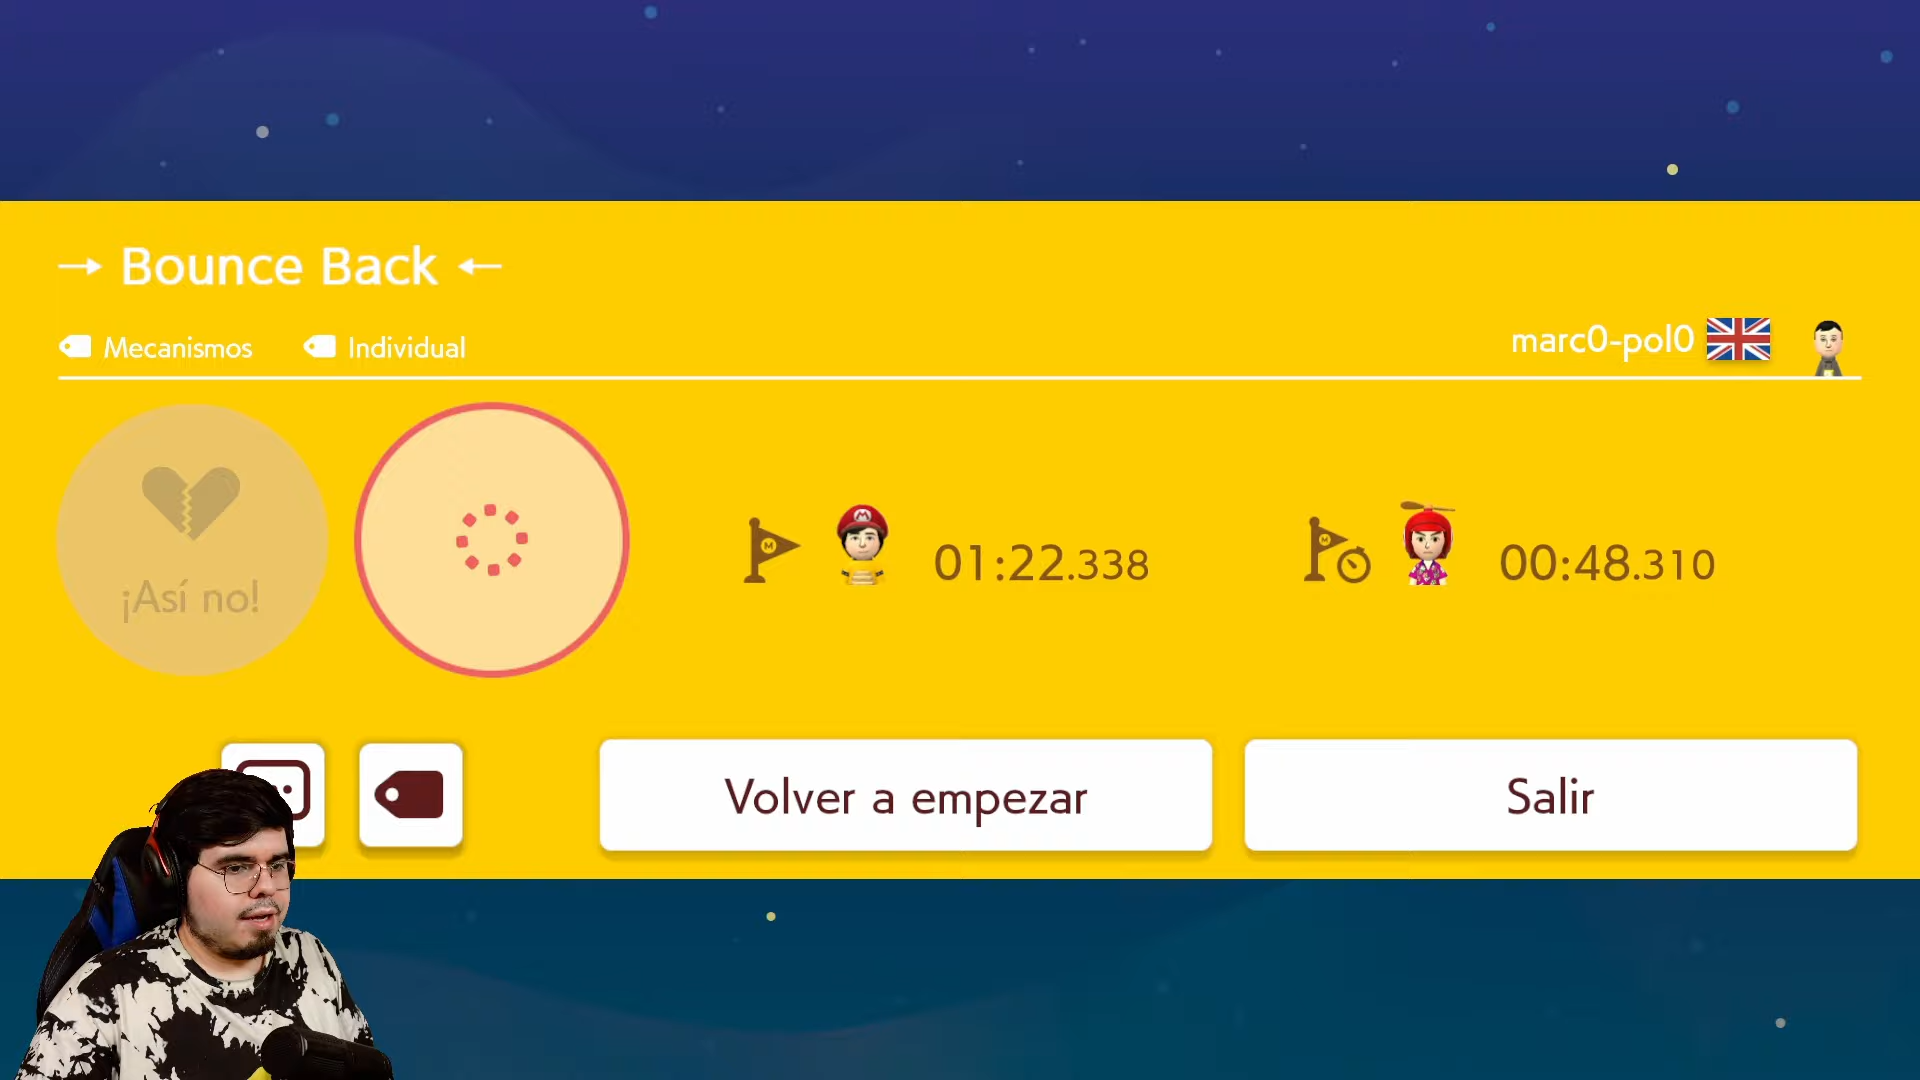 → Bounce Back ←
Mecanismos
Individual
marc0-pol0
¡Así no!
M
M
01:22.338
M
00:48.310
Volver a empezar
Salir